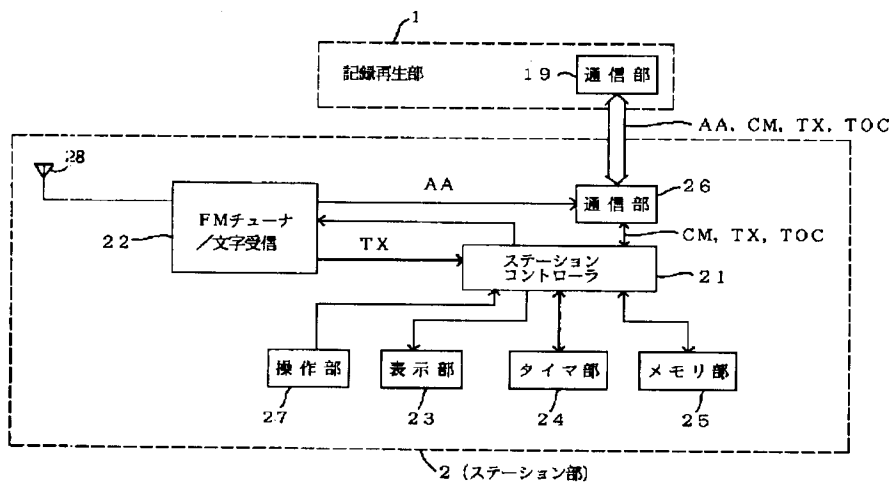 1
記録再生部
19
通信部
AA, CM, TX, TOC
28
AA
26
通信部
FMチューナ
/文字受信
22
CM, TX, TOC
TX
ステーション
コントローラ
21
操作部
表示部
タイマ部
メモリ部
27
23
24
25
2 (ステーション部)